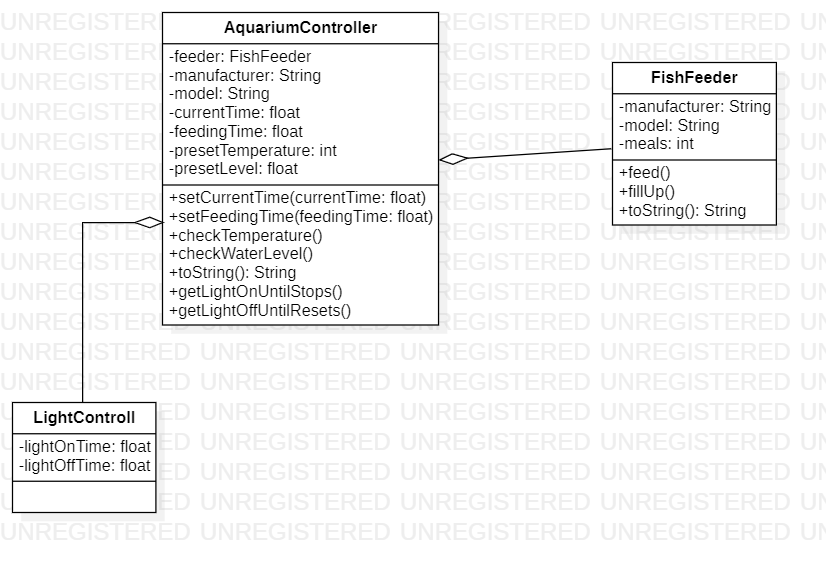 AquariumController
-feeder: FishFeeder
-manufacturer: String
-model: String
-currentTime: float
-feedingTime: float
-presetTemperature: int
-presetLevel: float
+setCurrentTime(currentTime: float)
+setFeedingTime(feedingTime: float)
+checkTemperature()
+checkWaterLevel()
+toString(): String
+getLightOnUntilStops()
+getLightOffUntilResets()
FishFeeder
-manufacturer: String
-model: String
-meals: int
+feed()
+fillUp()
+toString(): String
LightControll
-lightOnTime: float
-lightOffTime: float
UNREGISTERED UNREGISTERED UNREGISTERED UNREGISTERED